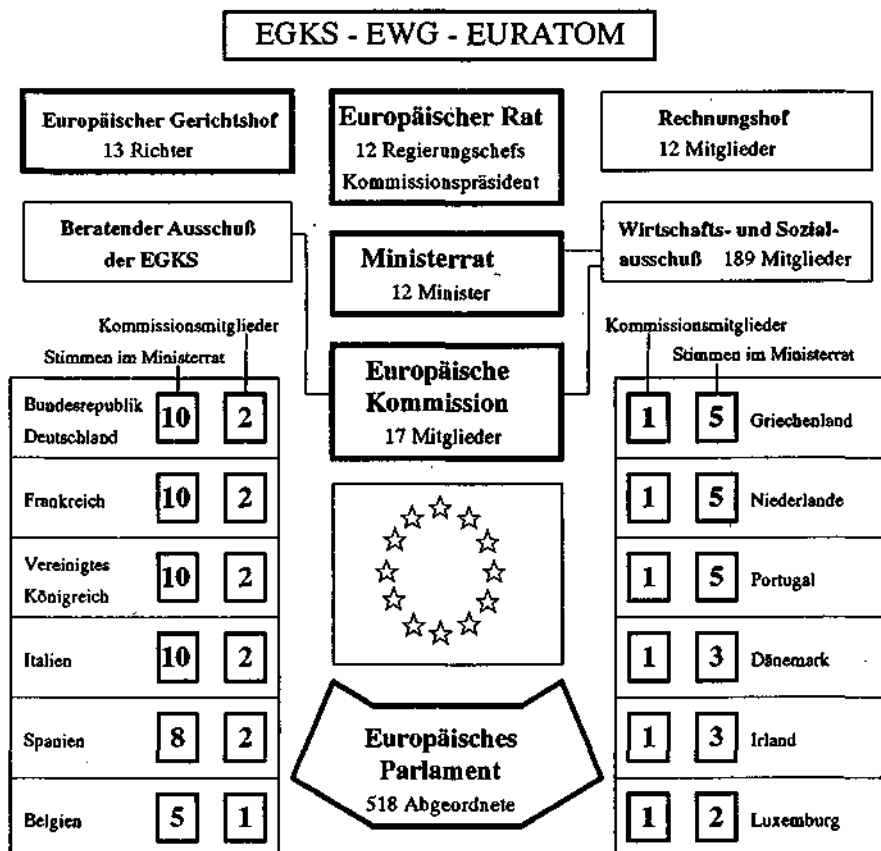 EGKS - EWG - EURATOM
Europäischer Gerichtshof
13 Richter
Europäischer Rat
12 Regierungschefs
Kommissionspräsident
Rechnungshof
12 Mitglieder
Beratender Ausschuß
der EGKS
Ministerrat
12 Minister
Wirtschafts- und Sozial-
ausschuß 189 Mitglieder
Kommissionsmitglieder
Stimmen im Ministerrat
Europäische
Kommission
17 Mitglieder
Kommissionsmitglieder
Stimmen im Ministerrat
Bundesrepublik
Deutschland 10 2
Frankreich 10 2
Vereinigtes
Königreich 10 2
Italien 10 2
Spanien 8 2
Belgien 5 1
1 5 Griechenland
1 5 Niederlande
1 5 Portugal
1 3 Dänemark
1 3 Irland
1 2 Luxemburg
Europäisches
Parlament
518 Abgeordnete